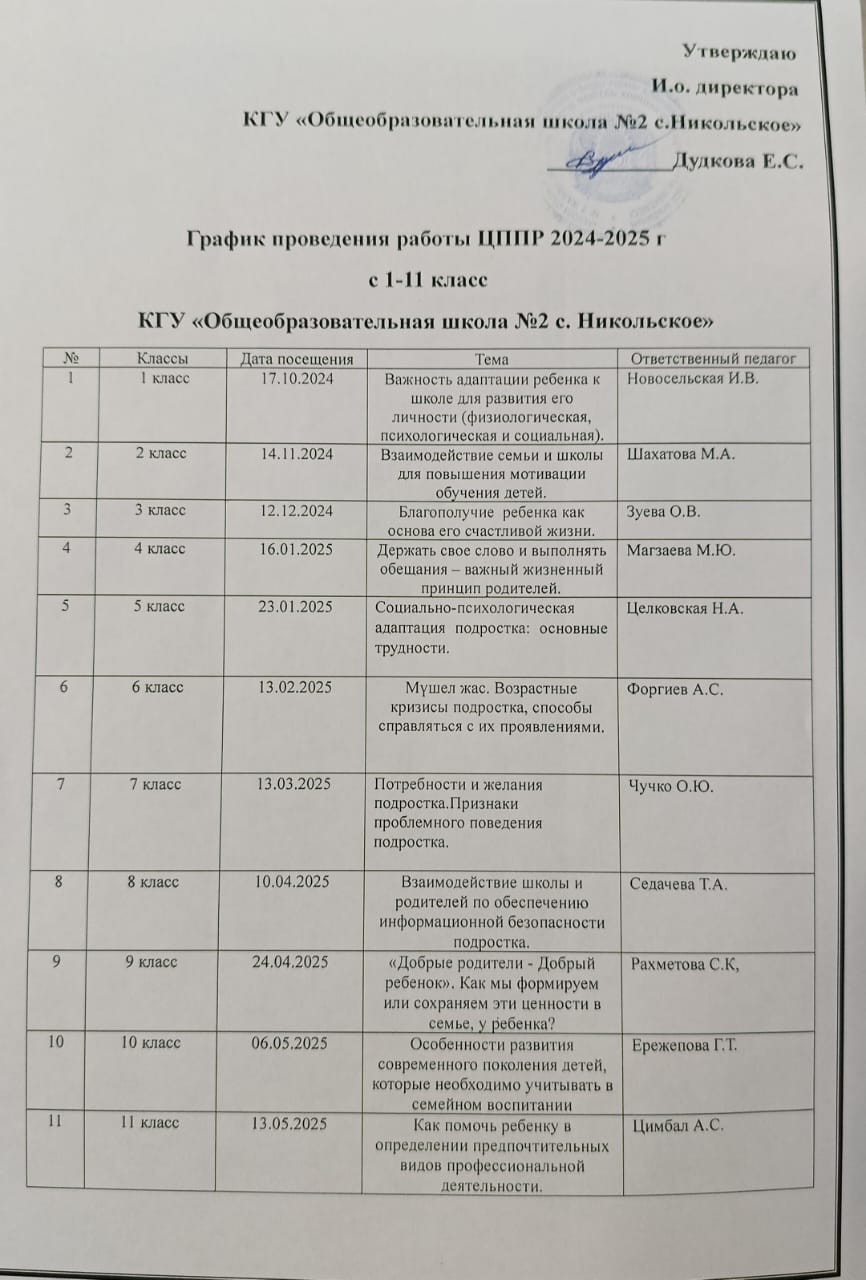 Утверждаю
И.о. директора
КГУ «Общеобразовательная школа №2 с.Никольское»
Дудкова Е.С.
График проведения работы ЦППР 2024-2025 г
с 1-11 класс
КГУ «Общеобразовательная школа №2 с. Никольское»
№ Классы Дата посещения Тема Ответственный педагог
1 1 класс 17.10.2024 Важность адаптации ребенка к Новосельская И.В.
школе для развития его
личности (физиологическая,
психологическая и социальная).
2 2 класс 14.11.2024 Взаимодействие семьи и школы Шахатова М.А.
для повышения мотивации
обучения детей.
3 3 класс 12.12.2024 Благополучие ребенка как Зуева О.В.
основа его счастливой жизни.
4 4 класс 16.01.2025 Держать свое слово и выполнять Магзаева М.Ю.
обещания – важный жизненный
принцип родителей.
5 5 класс 23.01.2025 Социально-психологическая Целковская Н.А.
адаптация подростка: основные
трудности.
6 6 класс 13.02.2025 Мүшел жас. Возрастные Форгиев А.С.
кризисы подростка, способы
справляться с их проявлениями.
7 7 класс 13.03.2025 Потребности и желания Чучко О.Ю.
подростка.Признаки
проблемного поведения
подростка.
8 8 класс 10.04.2025 Взаимодействие школы и Седачева Т.А.
родителей по обеспечению
информационной безопасности
подростка.
9 9 класс 24.04.2025 «Добрые родители - Добрый Рахметова С.К,
ребенок». Как мы формируем
или сохраняем эти ценности в
семье, у ребенка?
10 10 класс 06.05.2025 Особенности развития Ережепова Г.Т.
современного поколения детей,
которые необходимо учитывать в
семейном воспитании
11 11 класс 13.05.2025 Как помочь ребенку в Цимбал А.С.
определении предпочтительных
видов профессиональной
деятельности.